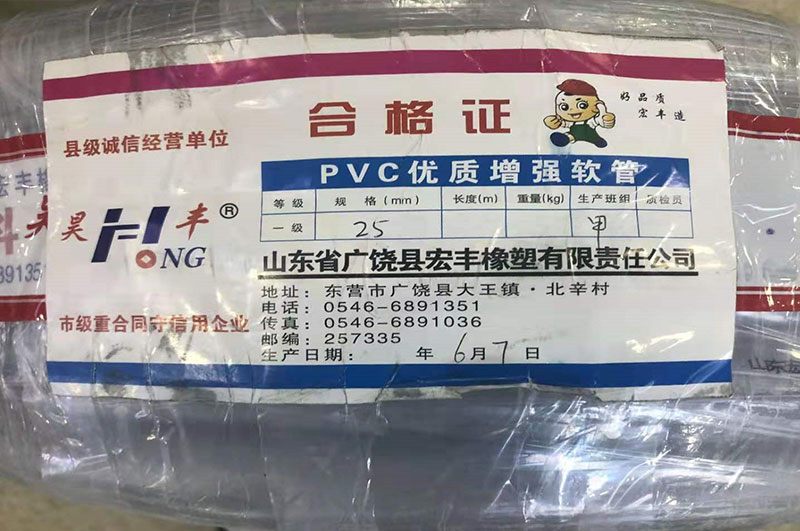 合格证
好品质
宏丰造
县级诚信经营单位
PVC优质增强软管
等级 规格(mm) 长度(m) 重量(kg) 生产班组 质检员
一级 25 甲
昊丰®
HONG
市级重合同守信用企业
山东省广饶县宏丰橡塑有限责任公司
地址：东营市广饶县大王镇·北辛村
电话：0546-6891351
传真：0546-6891036
邮编：257335
生产日期： 年6月7日
昊
6891135
山东